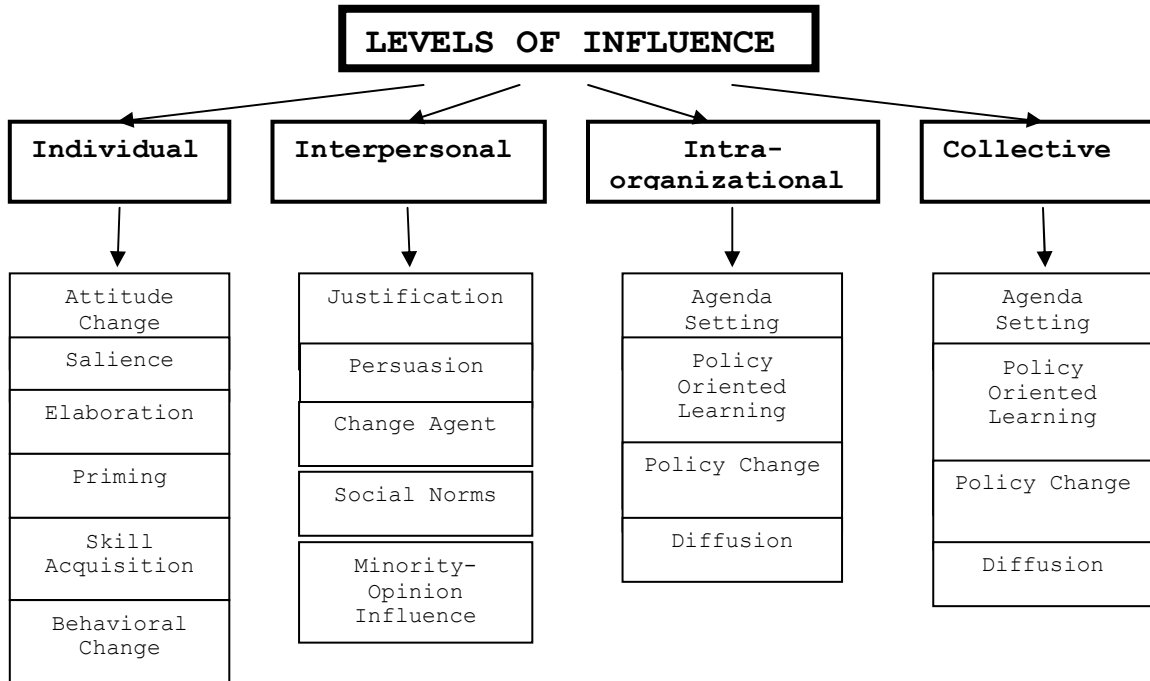 LEVELS OF INFLUENCE
Individual
Interpersonal
Intra-
organizational
Collective
Attitude
Change
Salience
Elaboration
Priming
Skill
Acquisition
Behavioral
Change
Justification
Persuasion
Change Agent
Social Norms
Minority-
Opinion
Influence
Agenda
Setting
Policy
Oriented
Learning
Policy Change
Diffusion
Agenda
Setting
Policy
Oriented
Learning
Policy Change
Diffusion